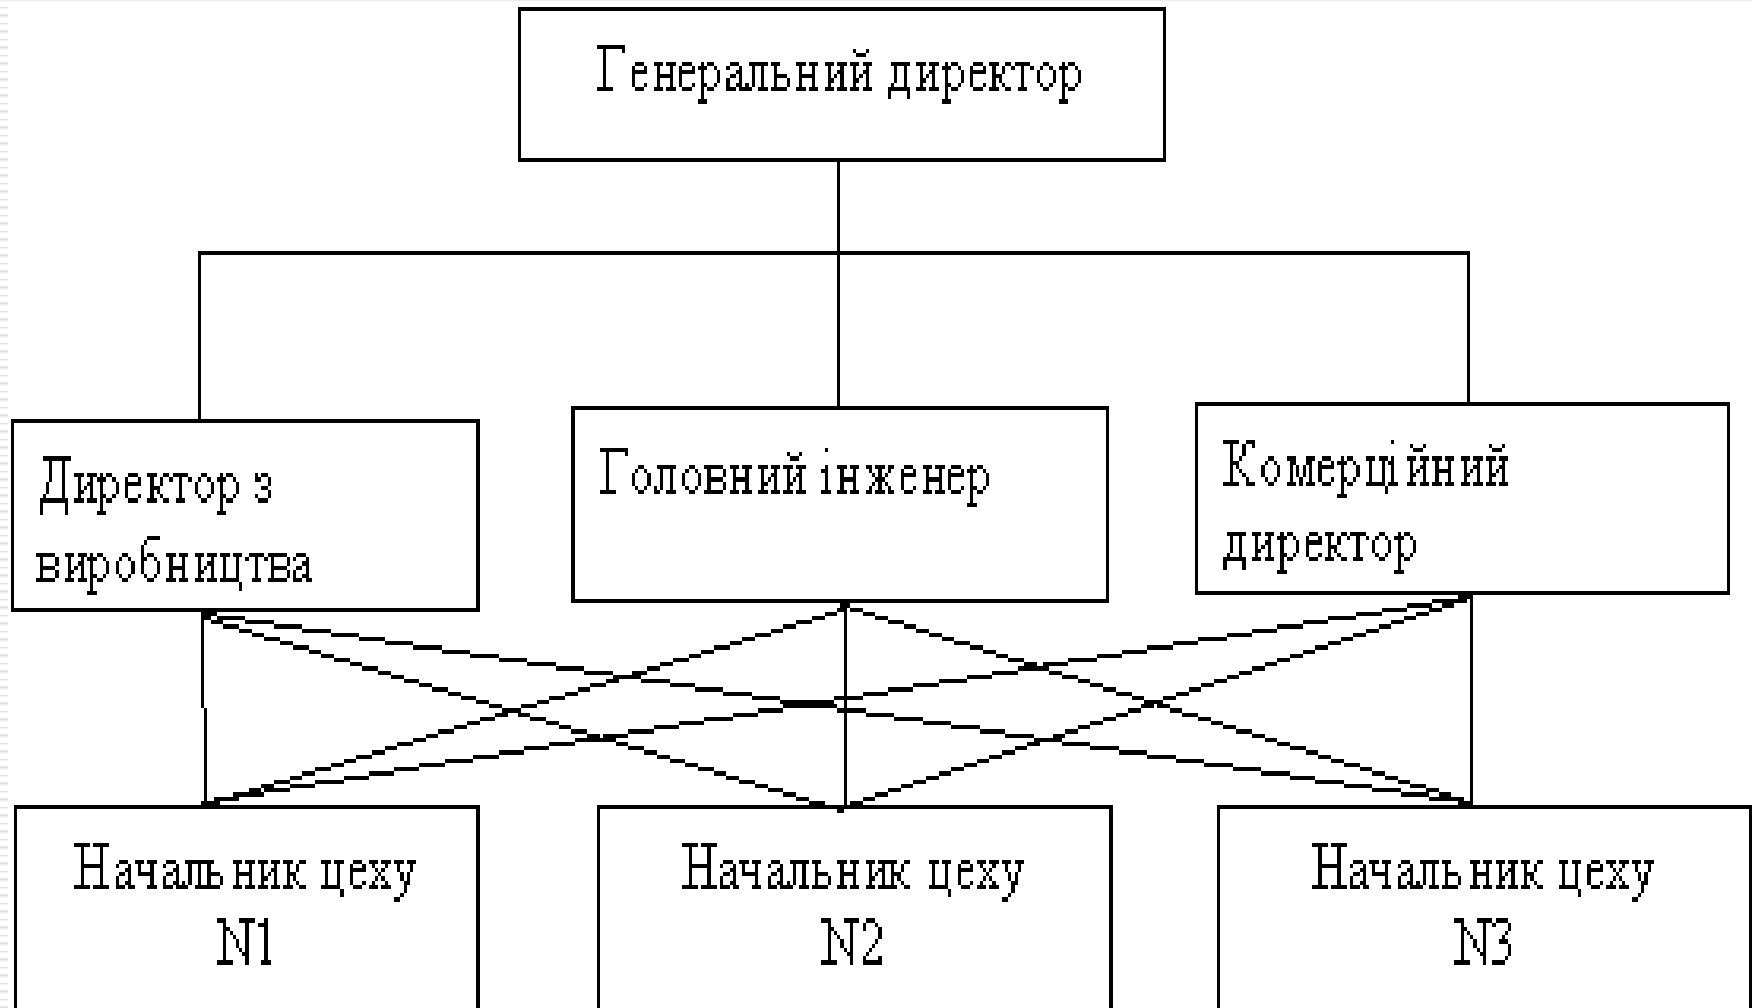 Генеральний директор
Директор з
виробництва
Головний інженер
Комерційний
директор
Начальник цеху
N1
Начальник цеху
N2
Начальник цеху
N3